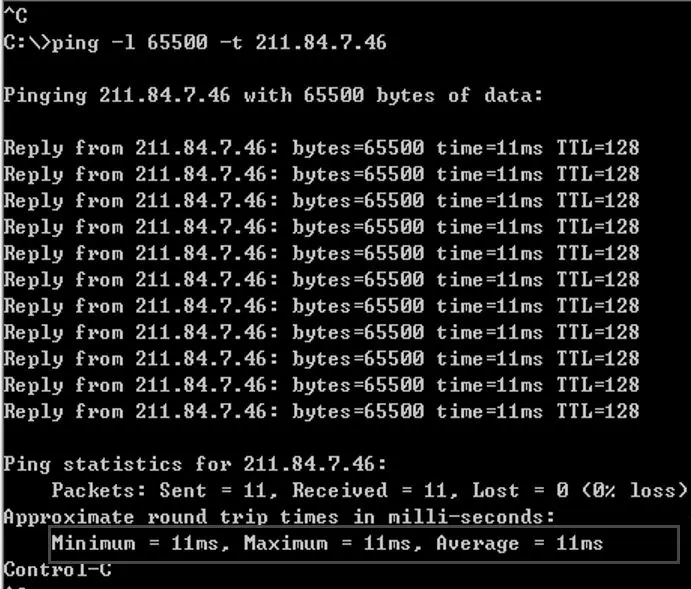 ^C
C:\>ping -l 65500 -t 211.84.7.46
Pinging 211.84.7.46 with 65500 bytes of data:
Reply from 211.84.7.46: bytes=65500 time=11ms TTL=128
Reply from 211.84.7.46: bytes=65500 time=11ms TTL=128
Reply from 211.84.7.46: bytes=65500 time=11ms TTL=128
Reply from 211.84.7.46: bytes=65500 time=11ms TTL=128
Reply from 211.84.7.46: bytes=65500 time=11ms TTL=128
Reply from 211.84.7.46: bytes=65500 time=11ms TTL=128
Reply from 211.84.7.46: bytes=65500 time=11ms TTL=128
Reply from 211.84.7.46: bytes=65500 time=11ms TTL=128
Reply from 211.84.7.46: bytes=65500 time=11ms TTL=128
Reply from 211.84.7.46: bytes=65500 time=11ms TTL=128
Reply from 211.84.7.46: bytes=65500 time=11ms TTL=128
Ping statistics for 211.84.7.46:
Packets: Sent = 11, Received = 11, Lost = 0 (0% loss)
Approximate round trip times in milli-seconds:
Minimum = 11ms, Maximum = 11ms, Average = 11ms
Control-C